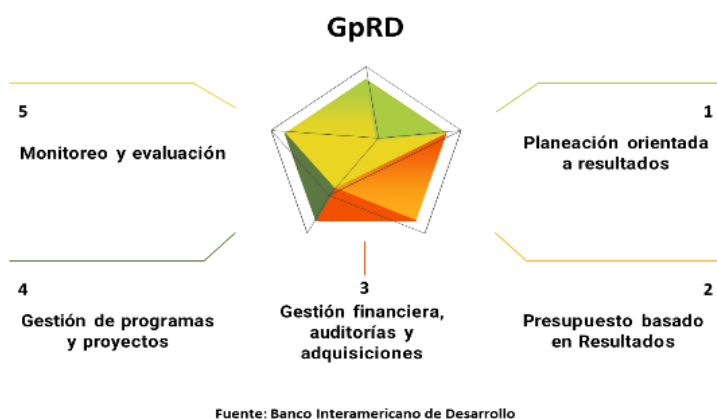 GpRD
1
Planeación orientada
a resultados
2
Presupuesto basado
en Resultados
3
Gestión financiera,
auditorías y
adquisiciones
4
Gestión de programas
y proyectos
5
Monitoreo y evaluación
Fuente: Banco Interamericano de Desarrollo